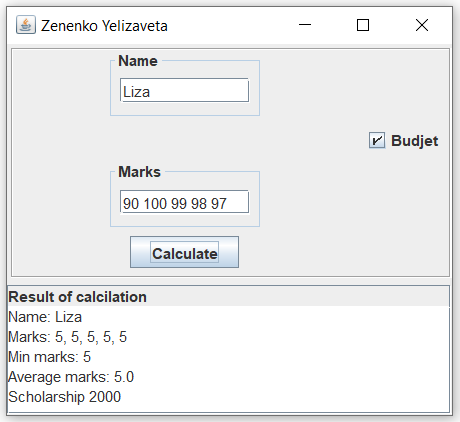 Zenenko Yelizaveta
Name
Liza
Budjet
Marks
90 100 99 98 97
Calculate
Result of calcilation
Name: Liza
Marks: 5, 5, 5, 5, 5
Min marks: 5
Average marks: 5.0
Scholarship 2000